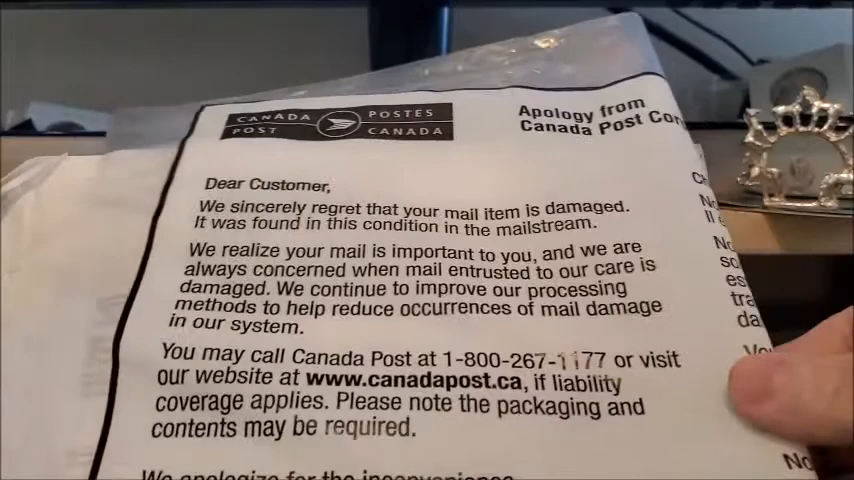 CANADA POST
POSTES CANADA
Apology from
Canada Post
Dear Customer,
We sincerely regret that your mail item is damaged.
It was found in this condition in the mailstream.
We realize your mail is important to you, and we are
always concerned when mail entrusted to our care is
damaged. We continue to improve our processing
methods to help reduce occurrences of mail damage
in our system.
You may call Canada Post at 1-800-267-1177 or visit
our website at www.canadapost.ca, if liability
coverage applies. Please note the packaging and
contents may be required.
We apologize for the inconvenience